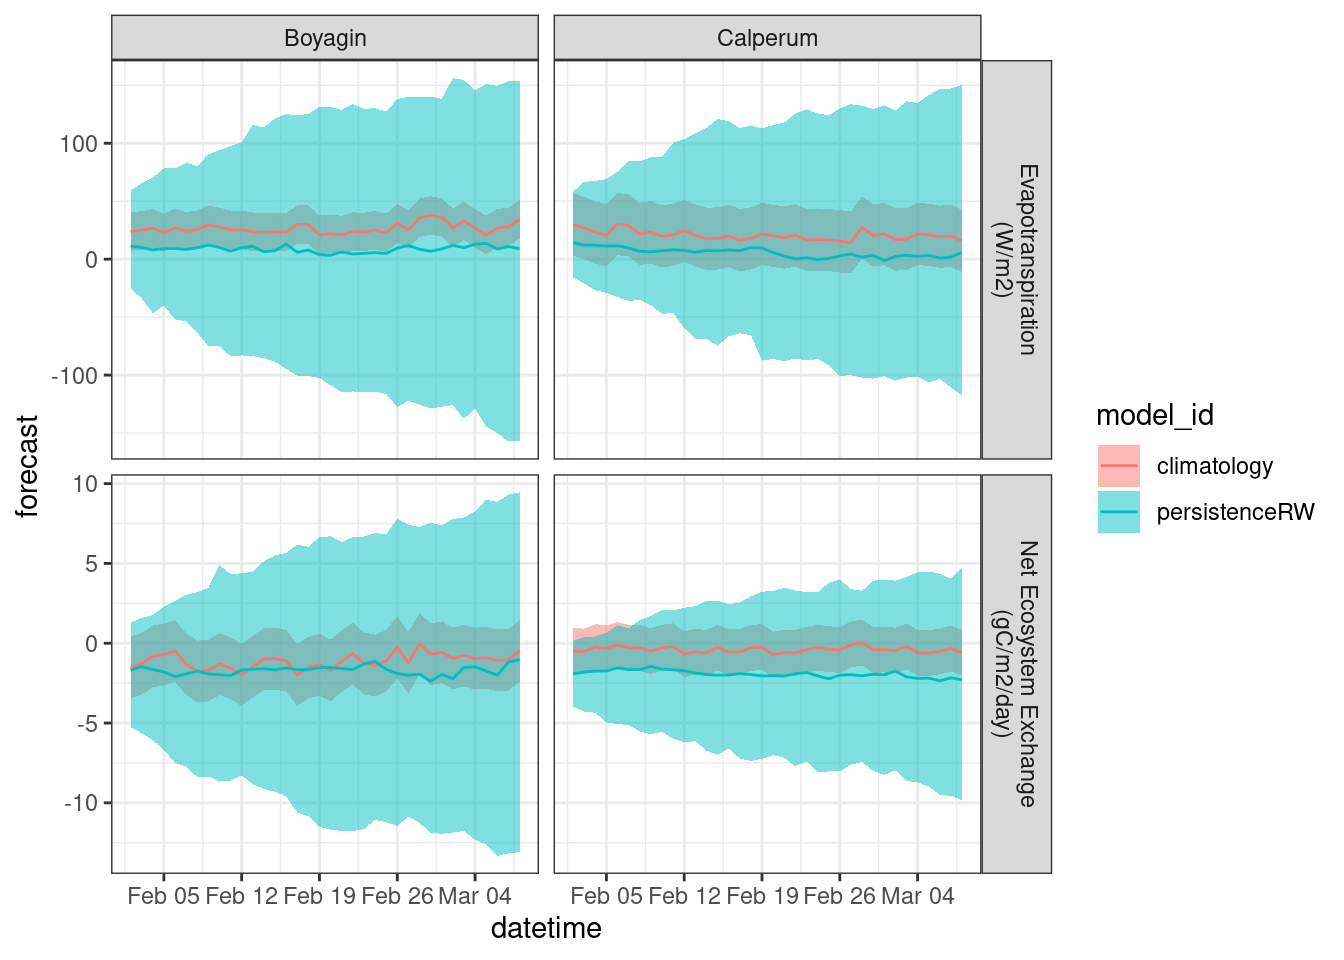 Boyagin
Calperum
100
0
-100
Evapotranspiration
(W/m2)
forecast
10
5
0
-5
-10
Net Ecosystem Exchange
(gC/m2/day)
Feb 05 Feb 12 Feb 19 Feb 26 Mar 04
Feb 05 Feb 12 Feb 19 Feb 26 Mar 04
datetime
model_id
climatology
persistenceRW